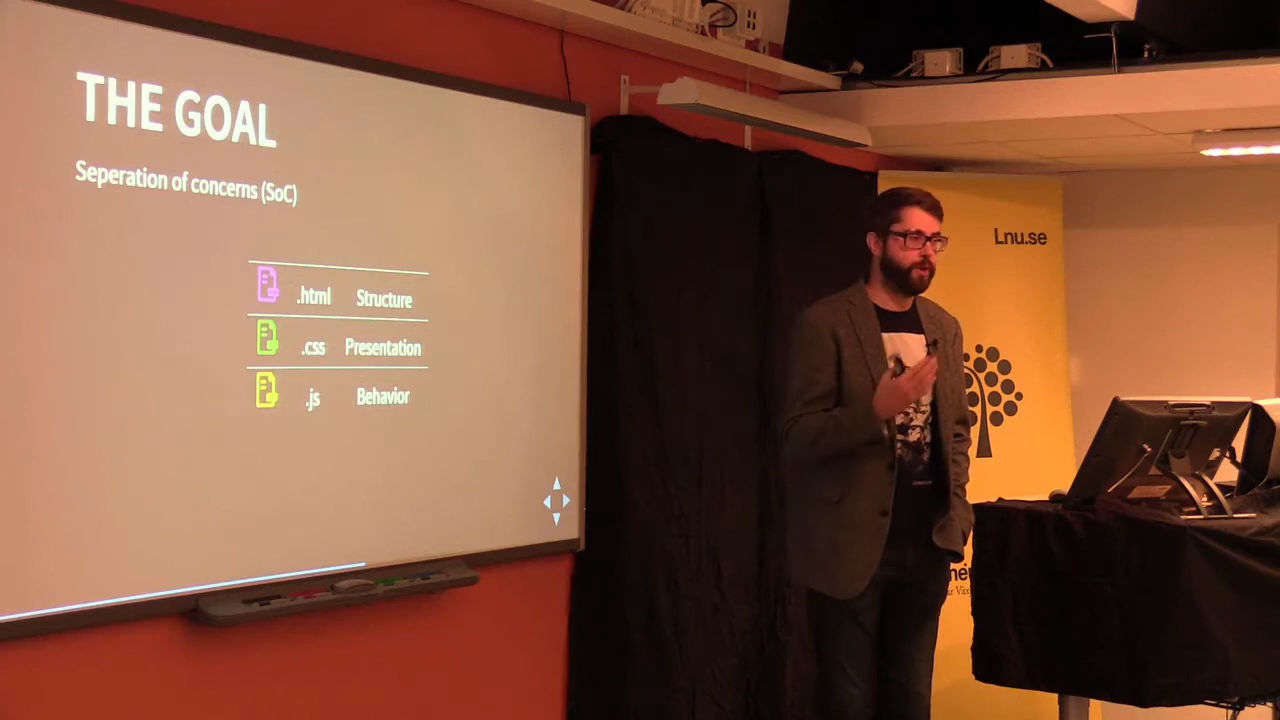 THE GOAL
Seperation of concerns (SoC)
.html Structure
.css Presentation
.js Behavior
Lnu.se